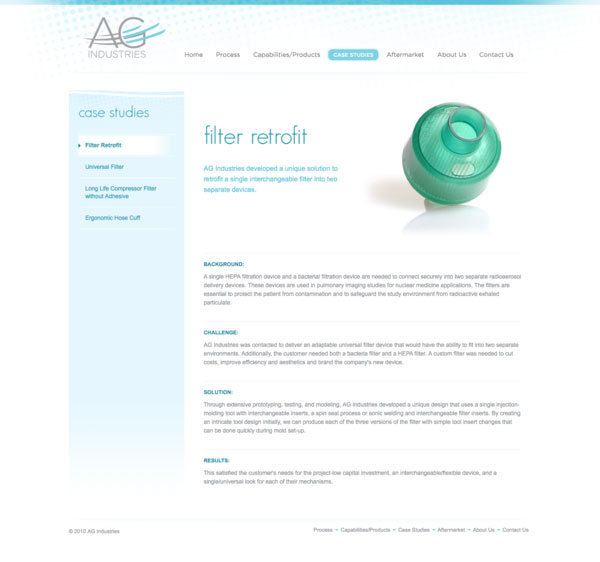 AG
INDUSTRIES
Home Process Capabilities/Products CASE STUDIES Aftermarket About Us Contact Us
case studies
Filter Retrofit
Universal Filter
Long Life Compressor Filter
without Adhesive
Ergonomic Hose Cuff
filter retrofit
AG Industries developed a unique solution to
retrofit a single interchangeable filter into two
separate devices.
BACKGROUND:
A single HEPA filtration device and a bacterial filtration device are needed to connect securely into two separate radioaerosol
delivery devices. These devices are used in pulmonary imaging studies for nuclear medicine applications. The filters are
essential to protect the patient from contamination and to safeguard the study environment from radioactive exhaled
particulate.
CHALLENGE:
AG Industries was contacted to deliver an adaptable universal filter device that would have the ability to fit into two separate
environments. Additionally, the customer needed both a bacteria filter and a HEPA filter. A custom filter was needed to cut
costs, improve efficiency and aesthetics and brand the company's new device.
SOLUTION:
Through extensive prototyping, testing, and modeling, AG Industries developed a unique design that uses a single injection-
molding tool with interchangeable inserts, a spin seal process or sonic welding and interchangeable filter inserts. By creating
an intricate tool design initially, we can produce each of the three versions of the filter with simple tool insert changes that
can be done quickly during mold set-up.
RESULTS:
This satisfied the customer's needs for the project-low capital investment, an interchangeable/flexible device, and a
single/universal look for each of their mechanisms.
© 2010 AG Industries
Process ~ Capabilities/Products ~ Case Studies ~ Aftermarket ~ About Us ~ Contact Us